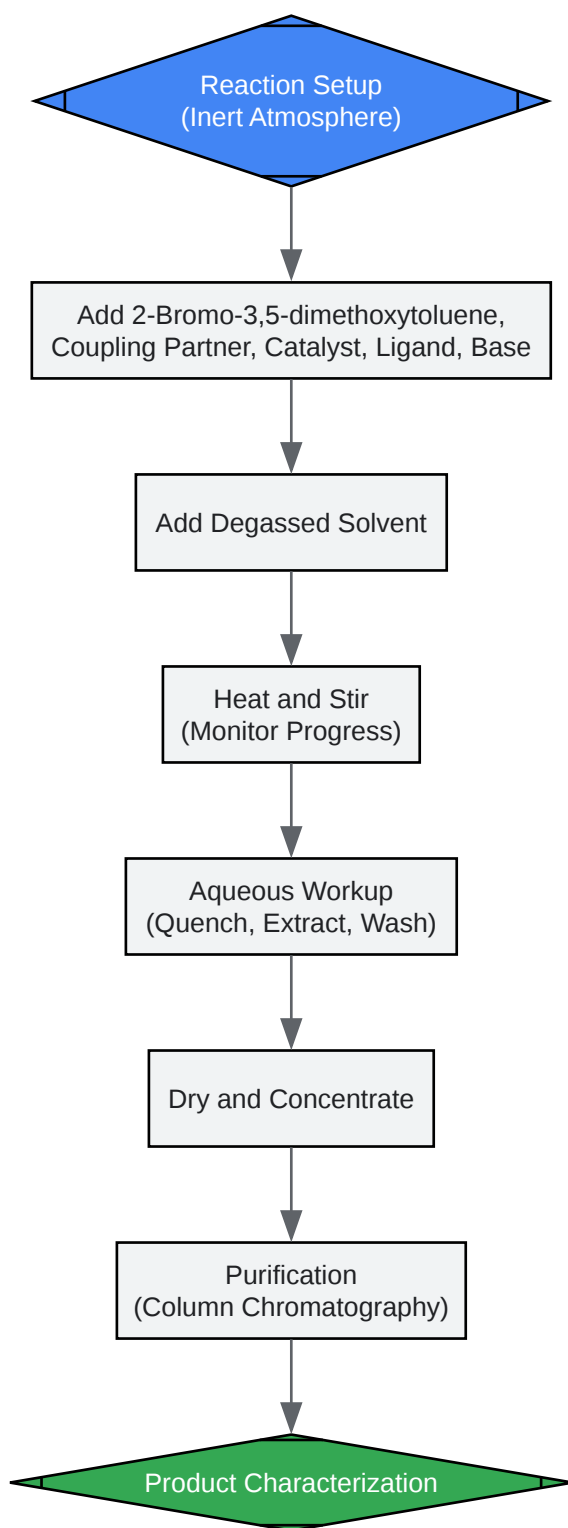 Reaction Setup
(Inert Atmosphere)
Add 2-Bromo-3,5-dimethoxytoluene,
Coupling Partner, Catalyst, Ligand, Base
Add Degassed Solvent
Heat and Stir
(Monitor Progress)
Aqueous Workup
(Quench, Extract, Wash)
Dry and Concentrate
Purification
(Column Chromatography)
Product Characterization